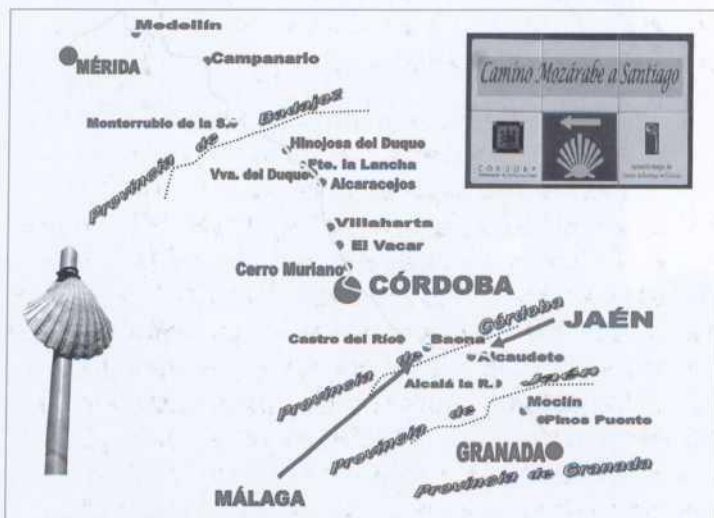 Medellín
MÉRIDA
Campanario
Camino Mozárabe a Santiago
CÓRDOBA
Monterrubio de la S.
Provincia de Badajoz
Hinojosa del Duque
Fte. la Lancha
Vva. del Duque
Alcaracejos
Villaharta
El Vacar
Cerro Muriano
CÓRDOBA
JAÉN
Castro del Río
Baena
Provincia de Córdoba
Alcaudete
Alcalá la R.
Provincia de Jaén
Moclín
Pinos Puente
GRANADA
Provincia de Granada
MÁLAGA